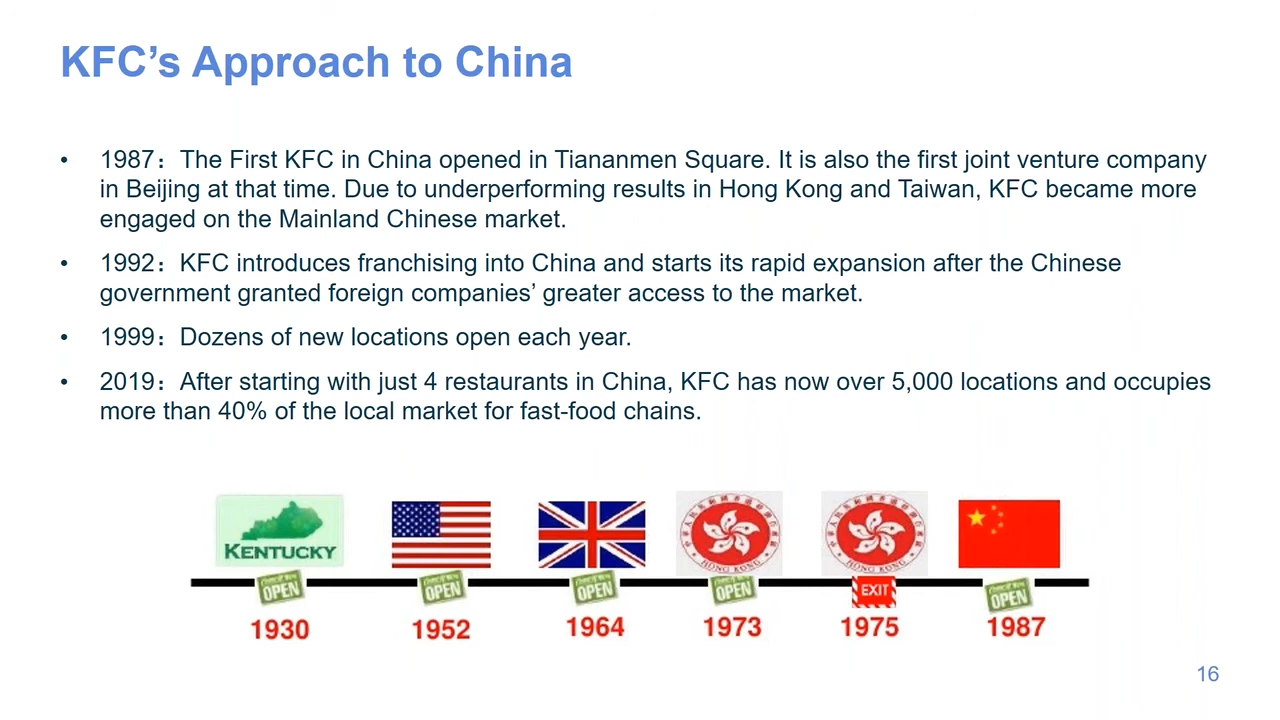 KFC’s Approach to China
• 1987：The First KFC in China opened in Tiananmen Square. It is also the first joint venture company
in Beijing at that time. Due to underperforming results in Hong Kong and Taiwan, KFC became more
engaged on the Mainland Chinese market.
• 1992：KFC introduces franchising into China and starts its rapid expansion after the Chinese
government granted foreign companies’ greater access to the market.
• 1999：Dozens of new locations open each year.
• 2019：After starting with just 4 restaurants in China, KFC has now over 5,000 locations and occupies
more than 40% of the local market for fast-food chains.
KENTUCKY
HONG KONG
HONG KONG
OPEN
OPEN
OPEN
OPEN
EXIT
OPEN
1930 1952 1964 1973 1975 1987
16